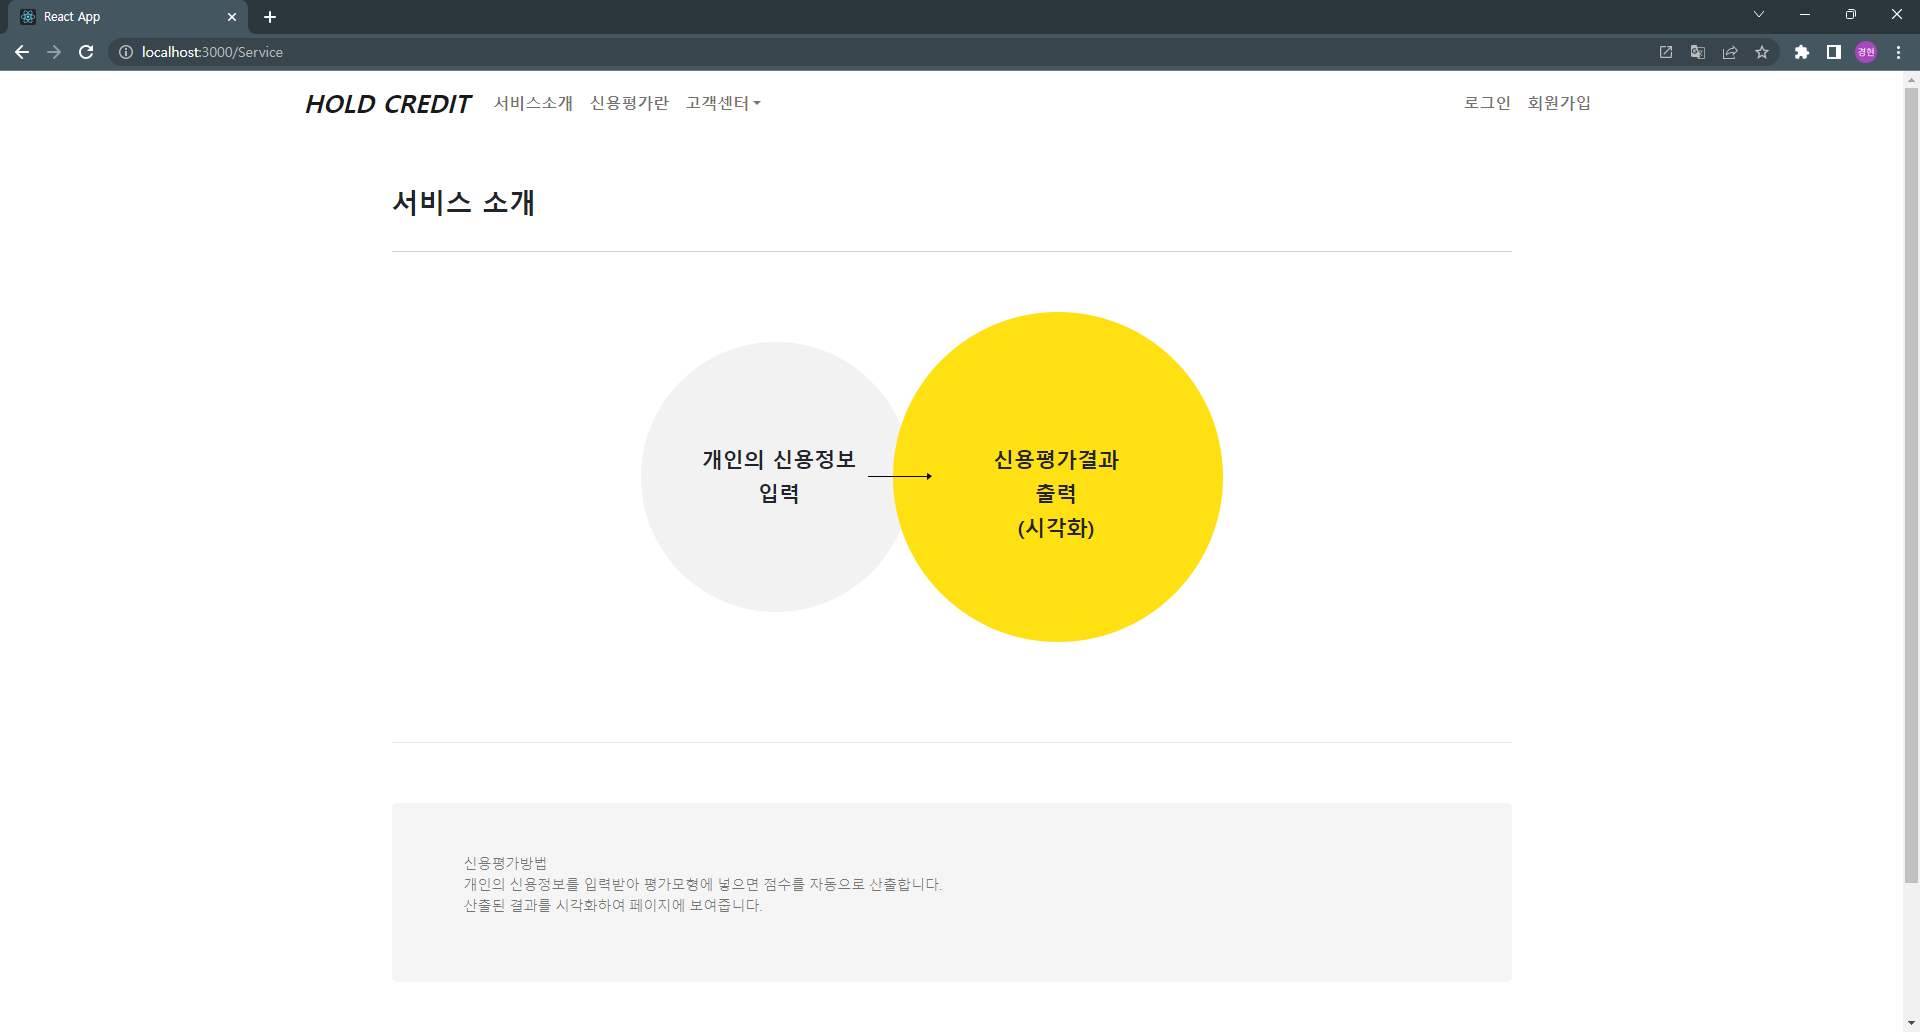 React App
localhost:3000/Service
경현
HOLD CREDIT 서비스소개 신용평가란 고객센터 로그인 회원가입
서비스 소개
개인의 신용정보
입력
신용평가결과
출력
(시각화)
신용평가방법
개인의 신용정보를 입력받아 평가모형에 넣으면 점수를 자동으로 산출합니다.
산출된 결과를 시각화하여 페이지에 보여줍니다.